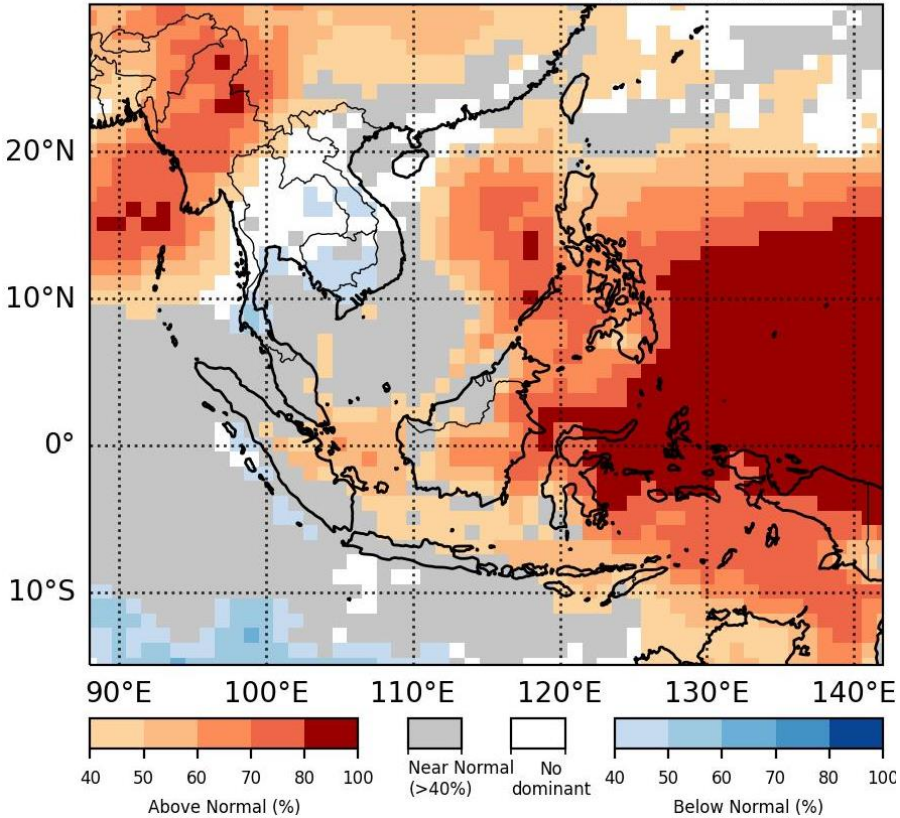 20°N
10°N
0°
10°S
90°E 100°E 110°E 120°E 130°E 140°E
40 50 60 70 80 100
Above Normal (%)
Near Normal
(>40%)
No
dominant
40 50 60 70 80 100
Below Normal (%)